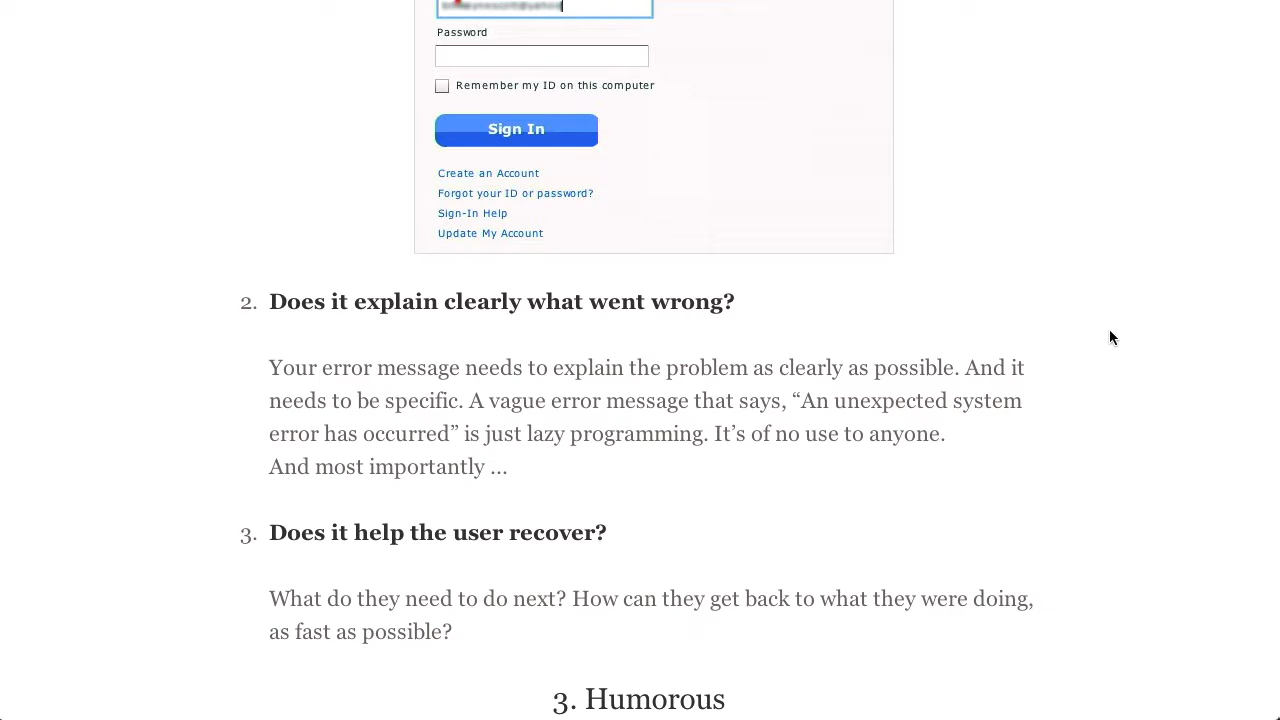 Password
Remember my ID on this computer
Sign In
Create an Account
Forgot your ID or password?
Sign-In Help
Update My Account
2. Does it explain clearly what went wrong?
Your error message needs to explain the problem as clearly as possible. And it
needs to be specific. A vague error message that says, “An unexpected system
error has occurred” is just lazy programming. It’s of no use to anyone.
And most importantly ...
3. Does it help the user recover?
What do they need to do next? How can they get back to what they were doing,
as fast as possible?
3. Humorous